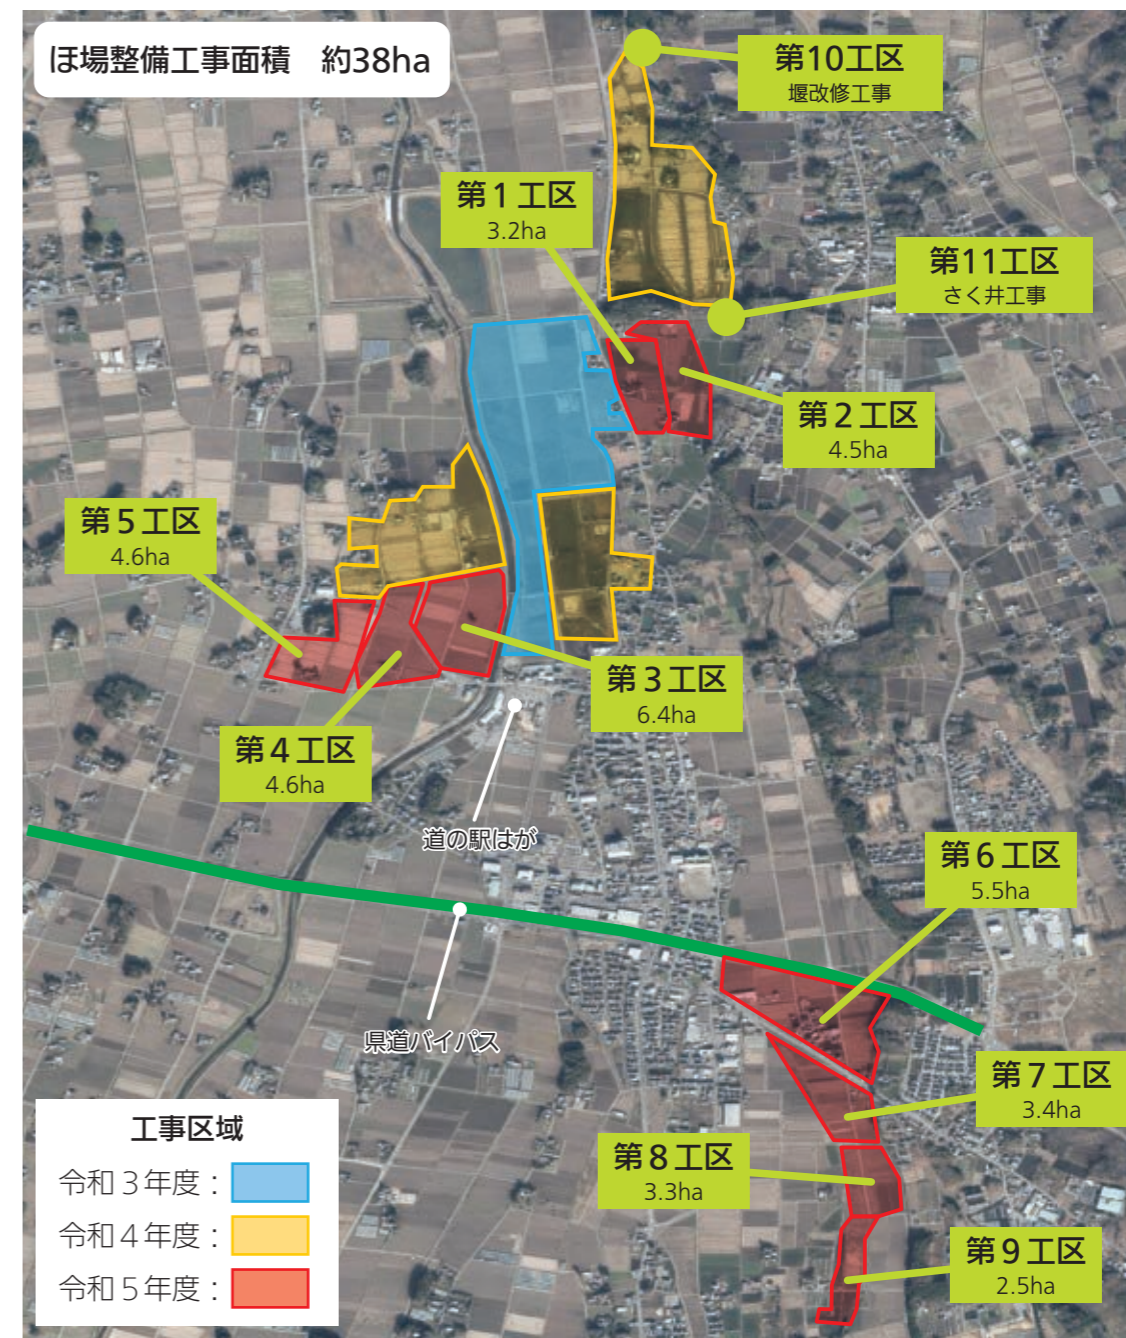 ほ場整備工事面積　約38ha
第10工区
堰改修工事
第１工区
3.2ha
第11工区
さく井工事
第２工区
4.5ha
第５工区
4.6ha
第３工区
6.4ha
第４工区
4.6ha
道の駅はが
第６工区
5.5ha
県道バイパス
第７工区
3.4ha
第８工区
3.3ha
第９工区
2.5ha
工事区域
令和３年度：
令和４年度：
令和５年度：